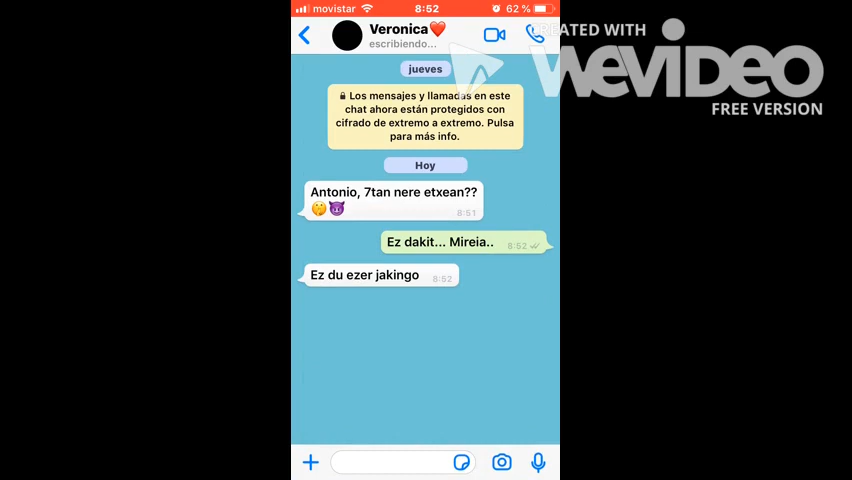 movistar 8:52 62 %
Veronica❤️
escribiendo...
CREATED WITH
WeVideo
FREE VERSION
jueves
Los mensajes y llamadas en este
chat ahora están protegidos con
cifrado de extremo a extremo. Pulsa
para más info.
Hoy
Antonio, 7tan nere etxean??
🤫😈 8:51
Ez dakit... Mireia.. 8:52
Ez du ezer jakingo 8:52